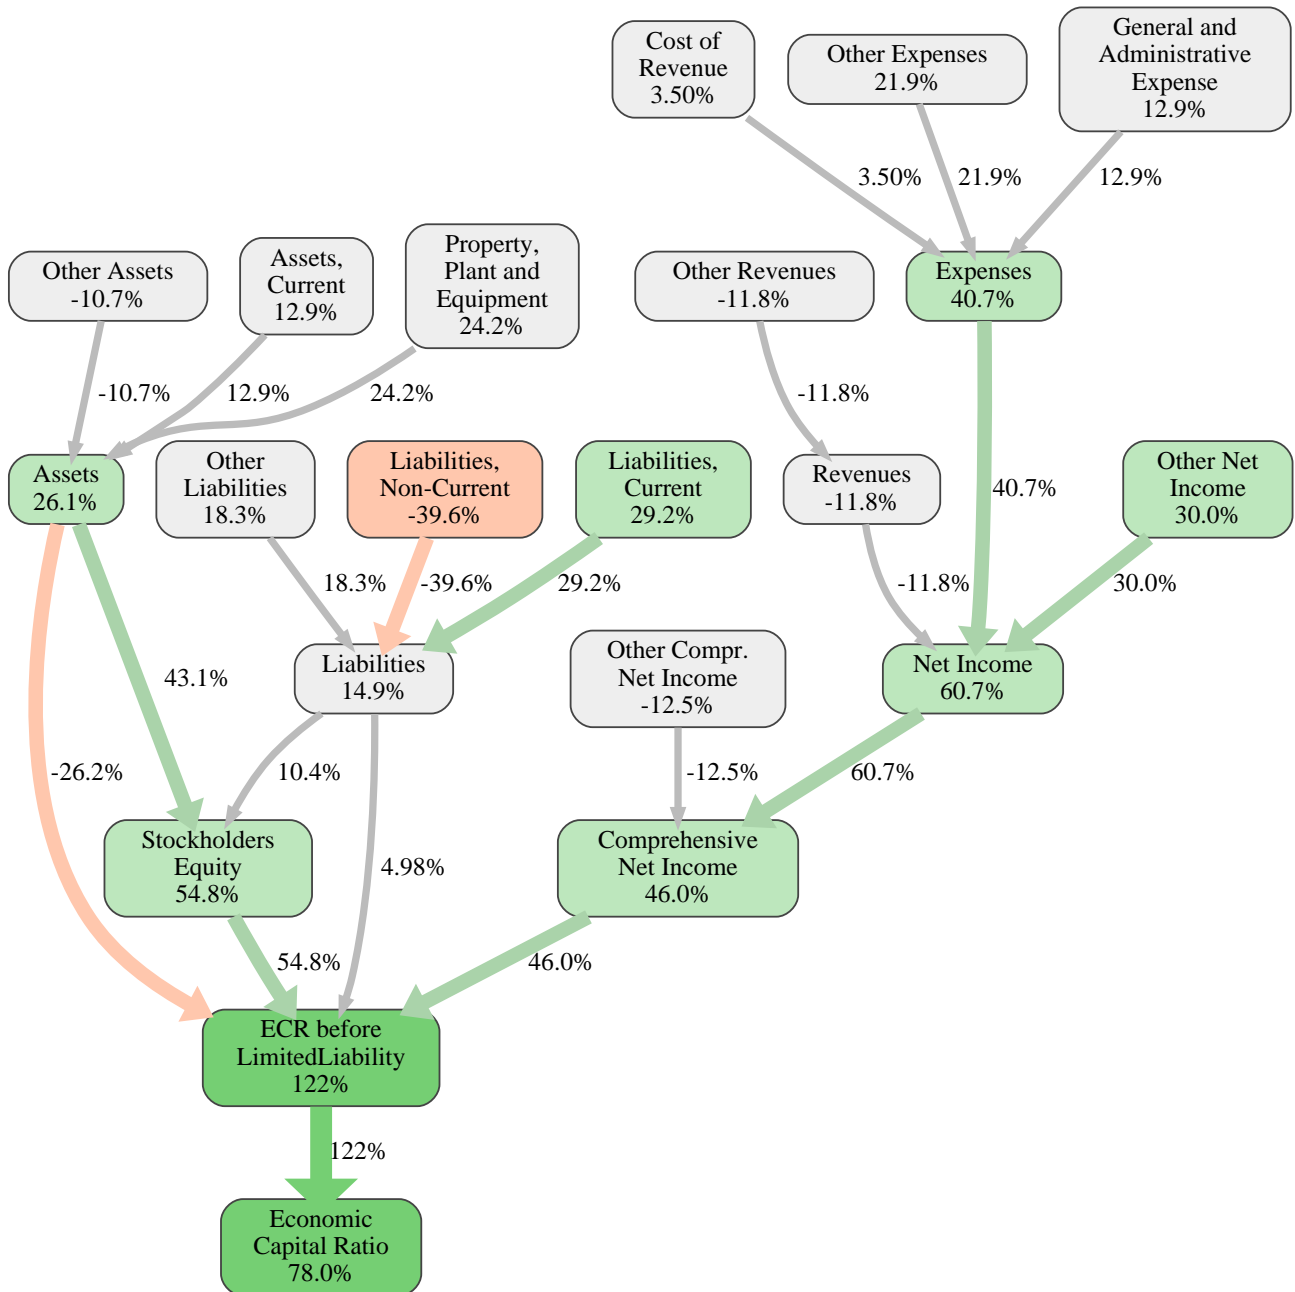 Cost of
Revenue
3.50%
Other Expenses
21.9%
General and
Administrative
Expense
12.9%
3.50%
21.9%
12.9%
Other Assets
-10.7%
Assets,
Current
12.9%
Property,
Plant and
Equipment
24.2%
Other Revenues
-11.8%
Expenses
40.7%
-10.7%
12.9%
24.2%
-11.8%
Assets
26.1%
Other
Liabilities
18.3%
Liabilities,
Non-Current
-39.6%
Liabilities,
Current
29.2%
Revenues
-11.8%
40.7%
Other Net
Income
30.0%
18.3%
-39.6%
29.2%
-11.8%
30.0%
43.1%
Liabilities
14.9%
Other Compr.
Net Income
-12.5%
Net Income
60.7%
-26.2%
10.4%
-12.5%
60.7%
Stockholders
Equity
54.8%
4.98%
Comprehensive
Net Income
46.0%
54.8%
46.0%
ECR before
LimitedLiability
122%
122%
Economic
Capital Ratio
78.0%